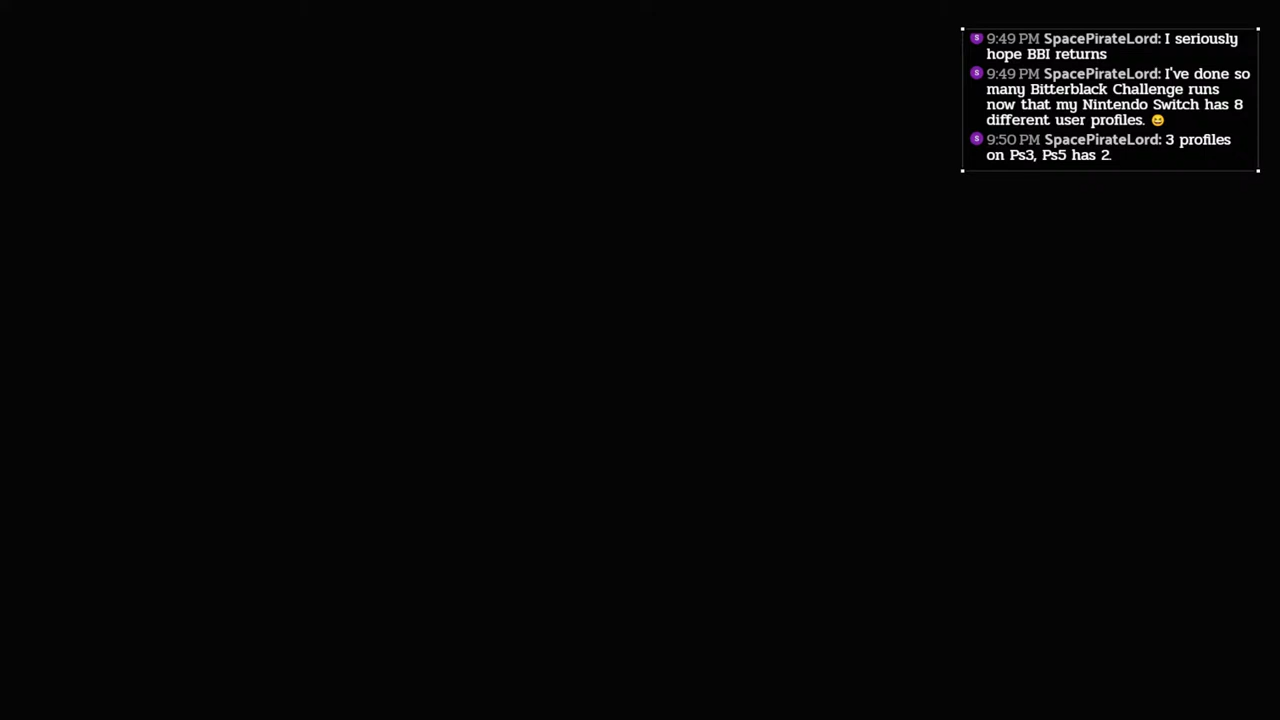 S 9:49 PM SpacePirateLord: I seriously
hope BBI returns
S 9:49 PM SpacePirateLord: I've done so
many Bitterblack Challenge runs
now that my Nintendo Switch has 8
different user profiles. 😄
S 9:50 PM SpacePirateLord: 3 profiles
on Ps3, Ps5 has 2.